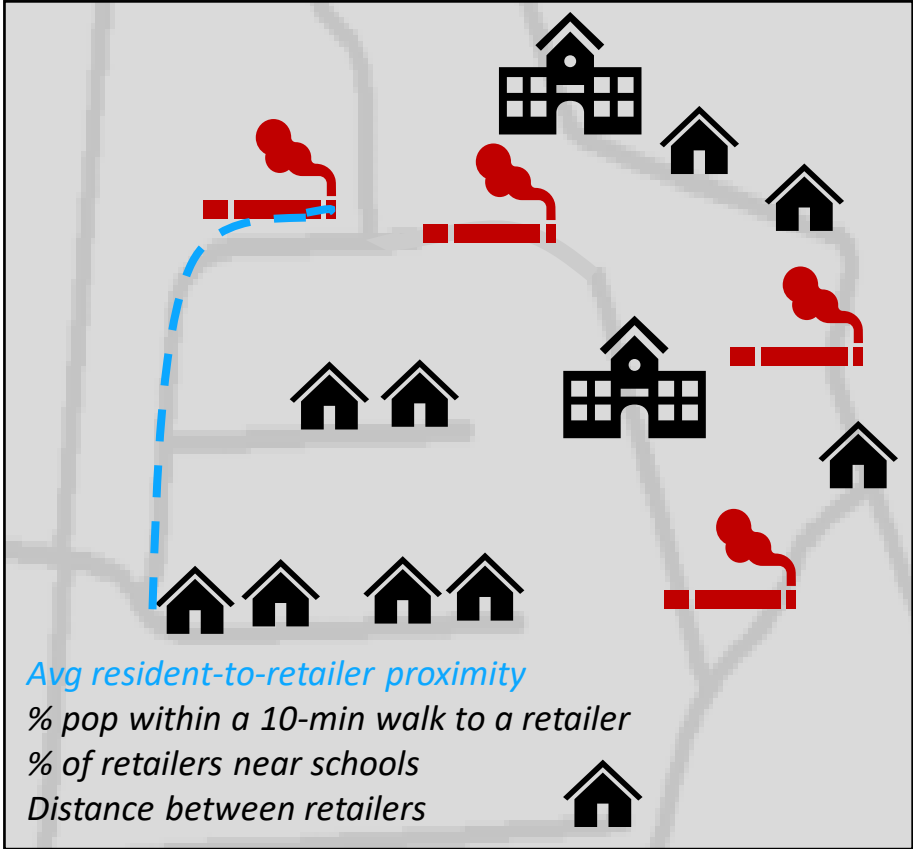 Avg resident-to-retailer proximity
% pop within a 10-min walk to a retailer
% of retailers near schools
Distance between retailers